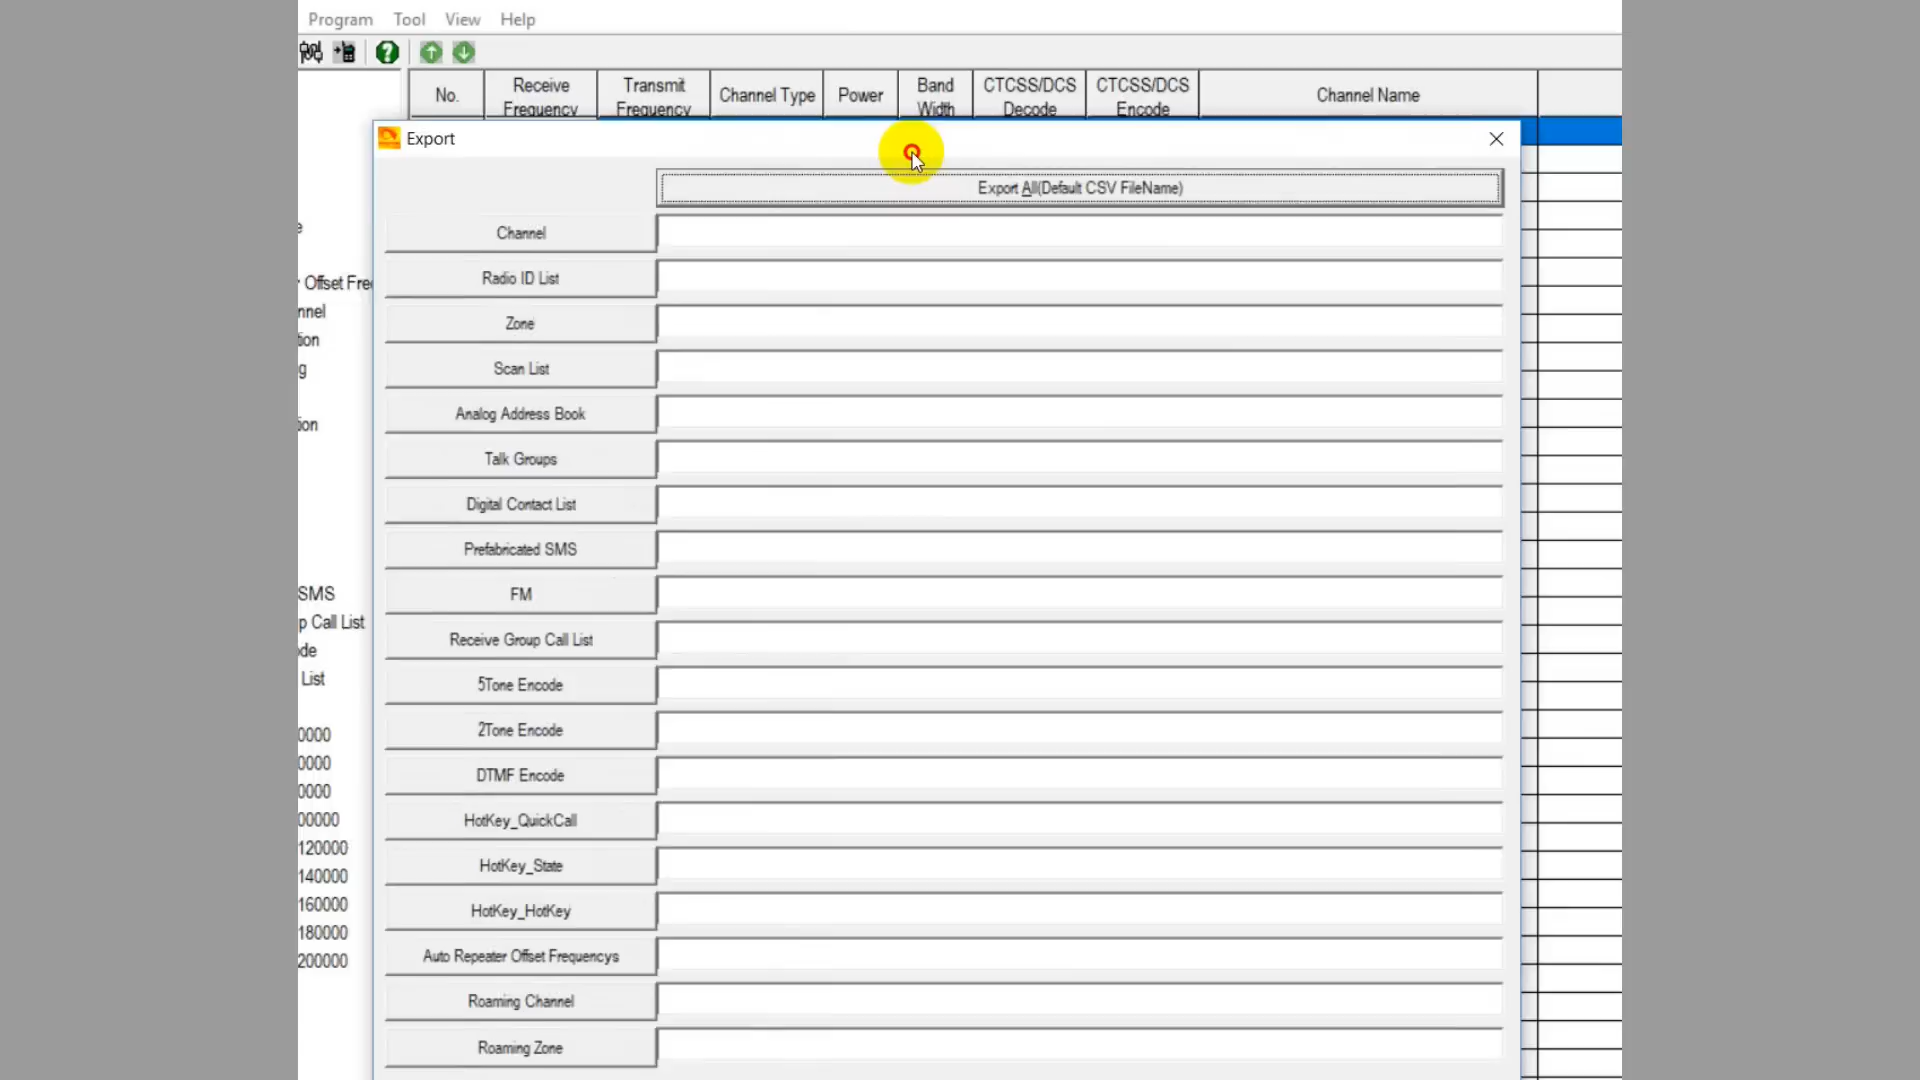 Program Tool View Help
No. Receive Frequency Transmit Frequency Channel Type Power Band Width CTCSS/DCS Decode CTCSS/DCS Encode Channel Name
Export
Export All(Default CSV FileName)
Channel
Radio ID List
Zone
Scan List
Analog Address Book
Talk Groups
Digital Contact List
Prefabricated SMS
FM
Receive Group Call List
5Tone Encode
2Tone Encode
DTMF Encode
HotKey_QuickCall
HotKey_State
HotKey_HotKey
Auto Repeater Offset Frequencys
Roaming Channel
Roaming Zone
e
r Offset Fre
nnel
tion
g
ion
SMS
p Call List
de
List
0000
0000
0000
00000
120000
140000
160000
180000
200000